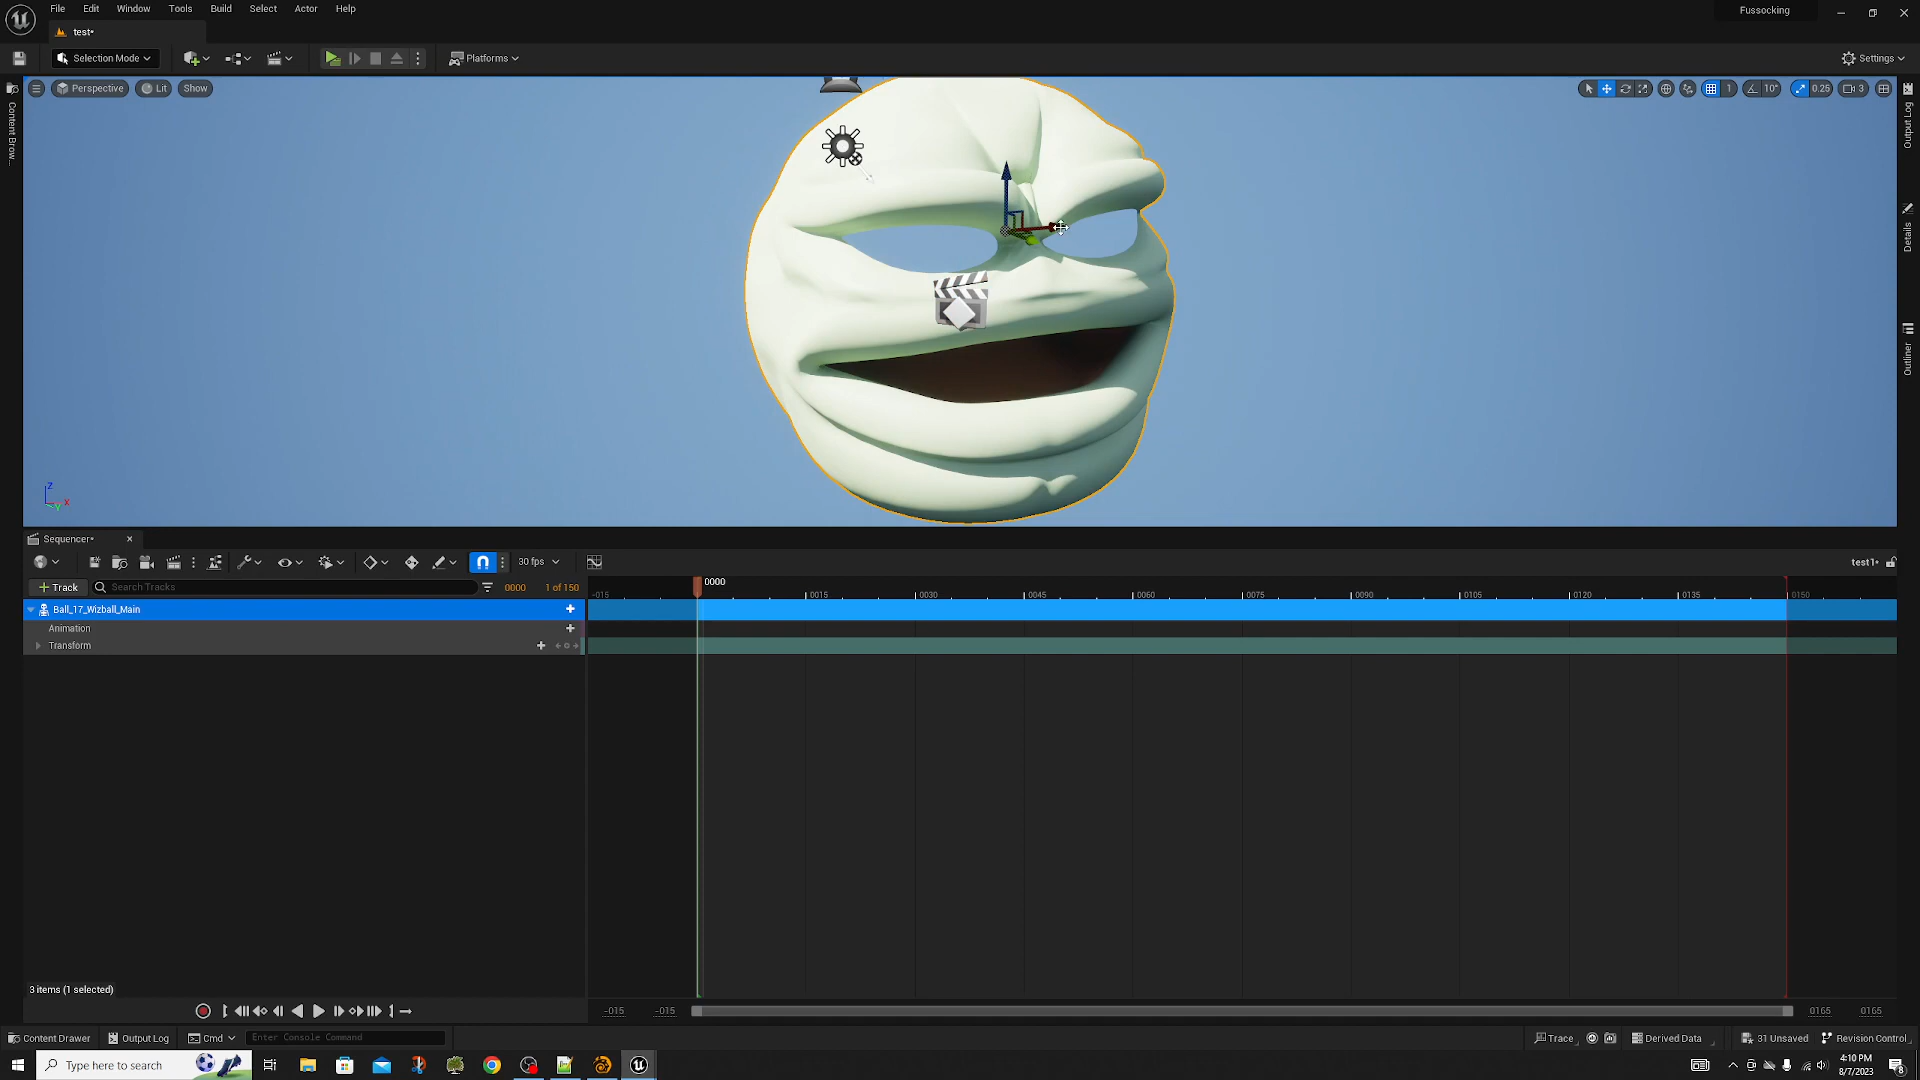 File Edit Window Tools Build Select Actor Help
Fussocking
test•
Selection Mode
Platforms
Settings
Perspective Lit Show
1 10° 0.25 3
Content Brow...
Output Log
Details
Outliner
Z X Y
Sequencer•
30 fps
test1•
+ Track
Search Tracks
0000 1 of 150
0000
-015 0015 0030 0045 0060 0075 0090 0105 0120 0135 0150
Ball_17_Wizball_Main
Animation
Transform
3 items (1 selected)
-015 -015 0165 0165
Content Drawer Output Log Cmd Enter Console Command
Trace Derived Data 31 Unsaved Revision Control
Type here to search
4:10 PM
8/7/2023
8